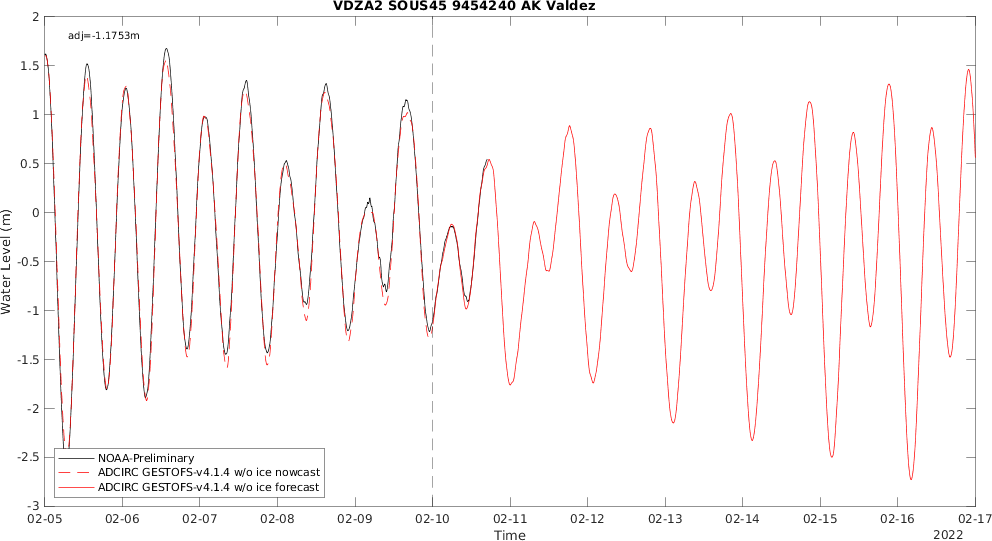 VDZA2 SOUS45 9454240 AK Valdez
adj=-1.1753m
2
1.5
1
0.5
0
-0.5
-1
-1.5
-2
-2.5
-3
Water Level (m)
NOAA-Preliminary
ADCIRC GESTOFS-v4.1.4 w/o ice nowcast
ADCIRC GESTOFS-v4.1.4 w/o ice forecast
02-05 02-06 02-07 02-08 02-09 02-10 02-11 02-12 02-13 02-14 02-15 02-16 02-17
Time
2022